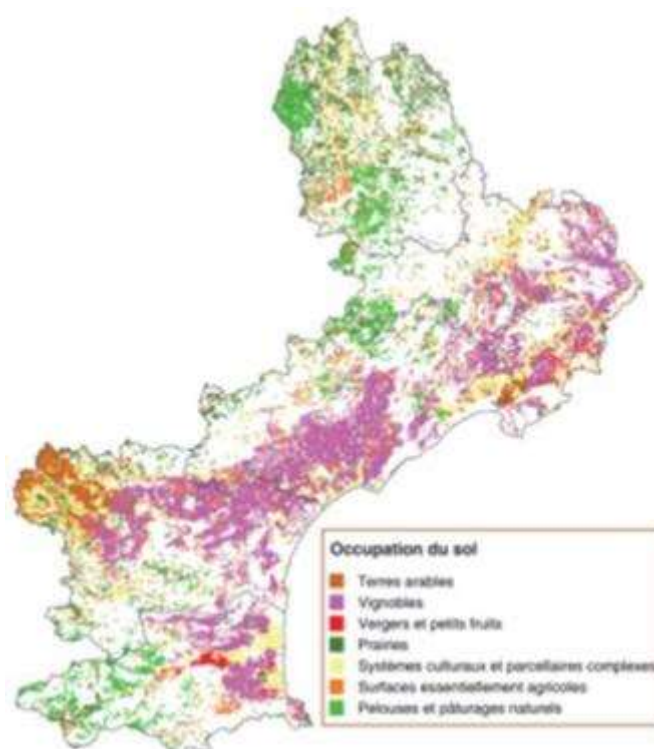 Occupation du sol
Terres arables
Vignobles
Vergers et petits fruits
Prairies
Systèmes culturaux et parcellaires complexes
Surfaces essentiellement agricoles
Pelouses et pâturages naturels